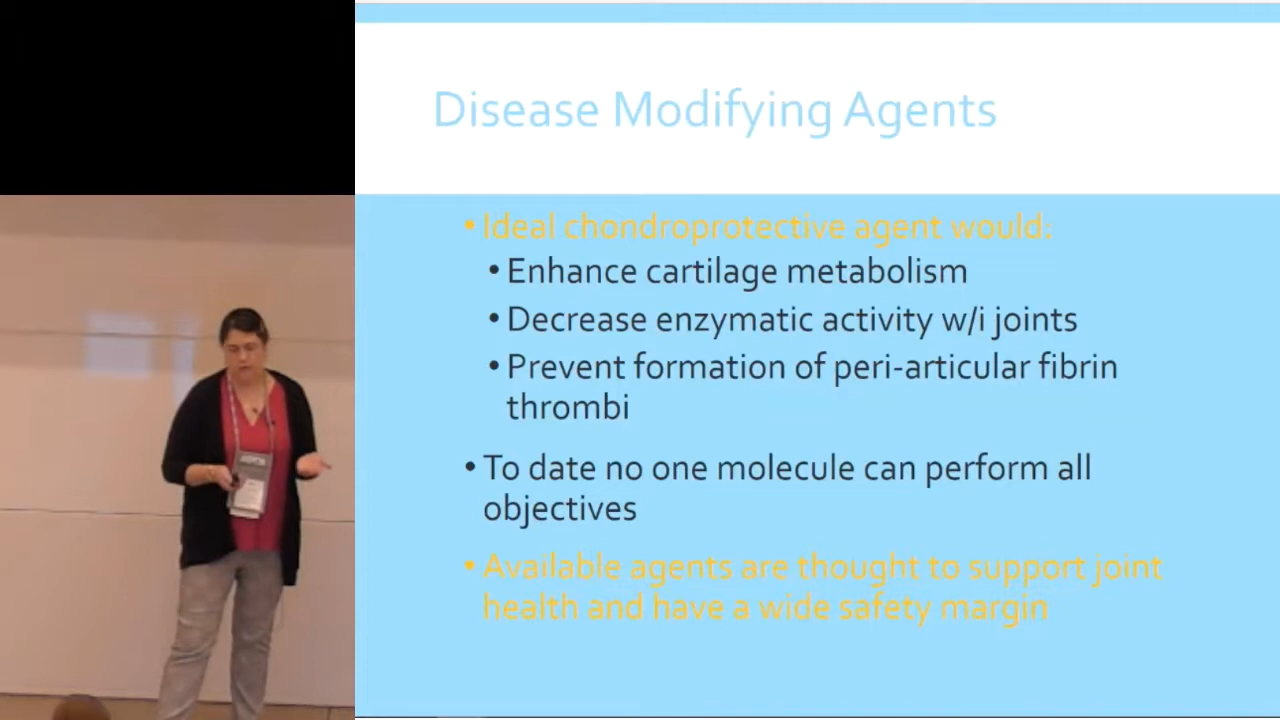 Disease Modifying Agents
• Ideal chondroprotective agent would:
• Enhance cartilage metabolism
• Decrease enzymatic activity w/i joints
• Prevent formation of peri-articular fibrin
thrombi
• To date no one molecule can perform all
objectives
• Available agents are thought to support joint
health and have a wide safety margin